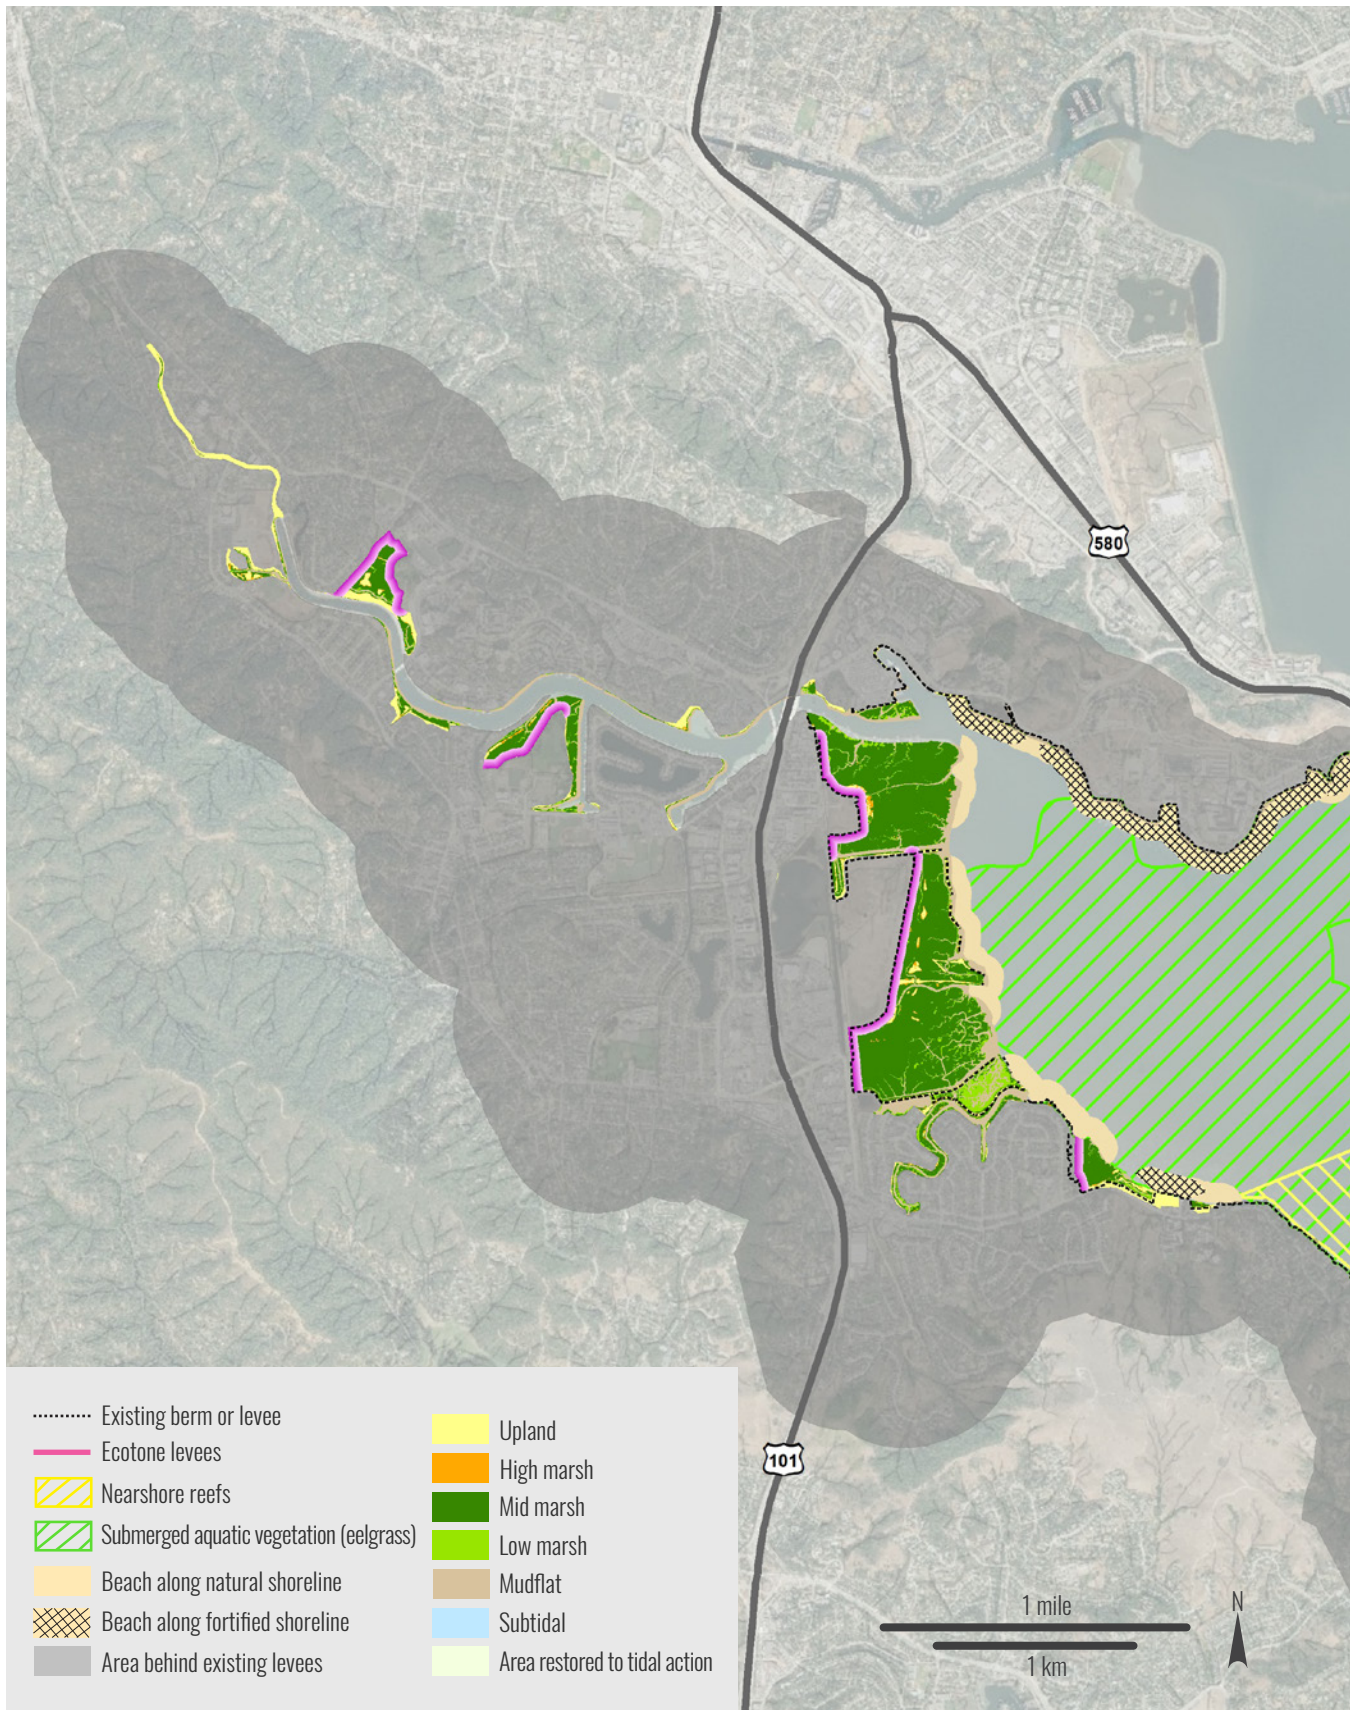 580
101
Existing berm or levee
Ecotone levees
Nearshore reefs
Submerged aquatic vegetation (eelgrass)
Beach along natural shoreline
Beach along fortified shoreline
Area behind existing levees
Upland
High marsh
Mid marsh
Low marsh
Mudflat
Subtidal
Area restored to tidal action
1 mile
1 km
N